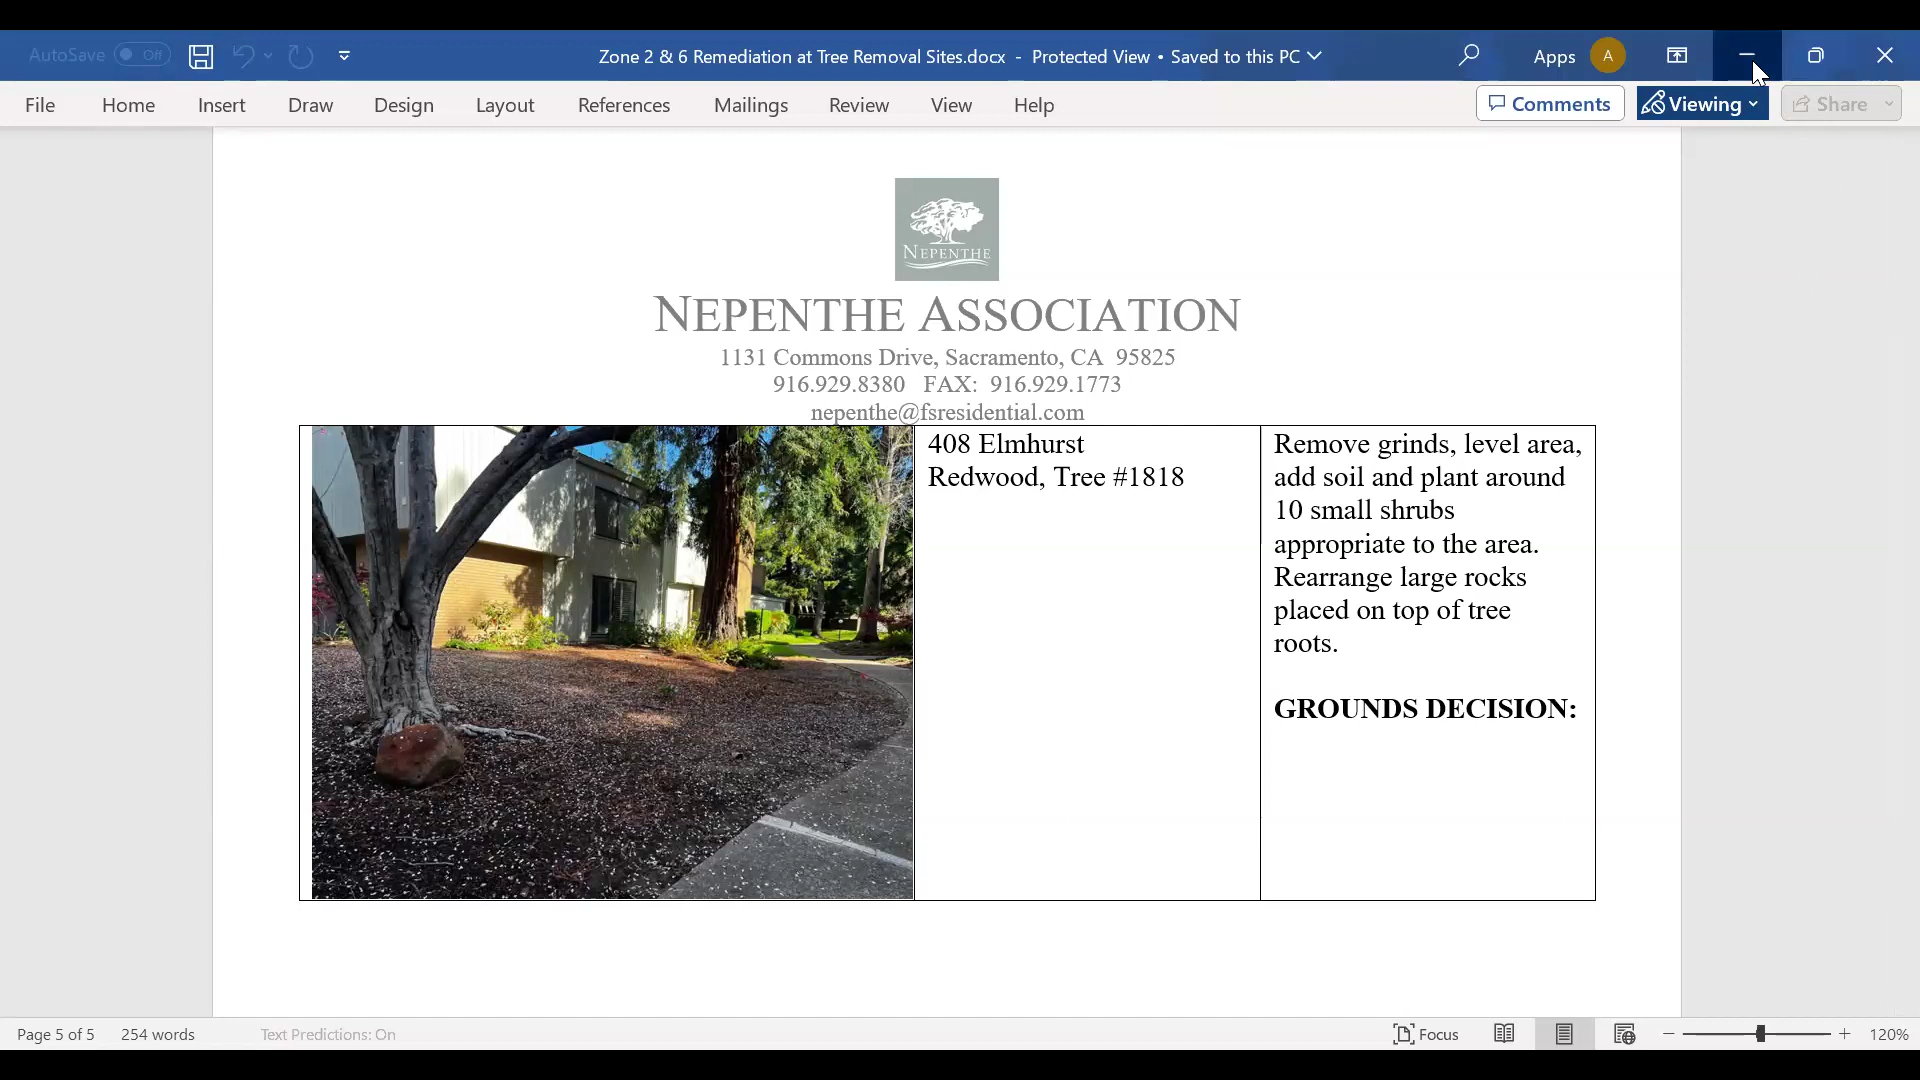 AutoSave Off
Zone 2 & 6 Remediation at Tree Removal Sites.docx - Protected View • Saved to this PC
Apps A
File Home Insert Draw Design Layout References Mailings Review View Help
Comments Viewing Share
NEPENTHE
NEPENTHE ASSOCIATION
1131 Commons Drive, Sacramento, CA 95825
916.929.8380 FAX: 916.929.1773
nepenthe@fsresidential.com
408 Elmhurst
Redwood, Tree #1818
Remove grinds, level area,
add soil and plant around
10 small shrubs
appropriate to the area.
Rearrange large rocks
placed on top of tree
roots.
GROUNDS DECISION:
Page 5 of 5 254 words Text Predictions: On
Focus 120%